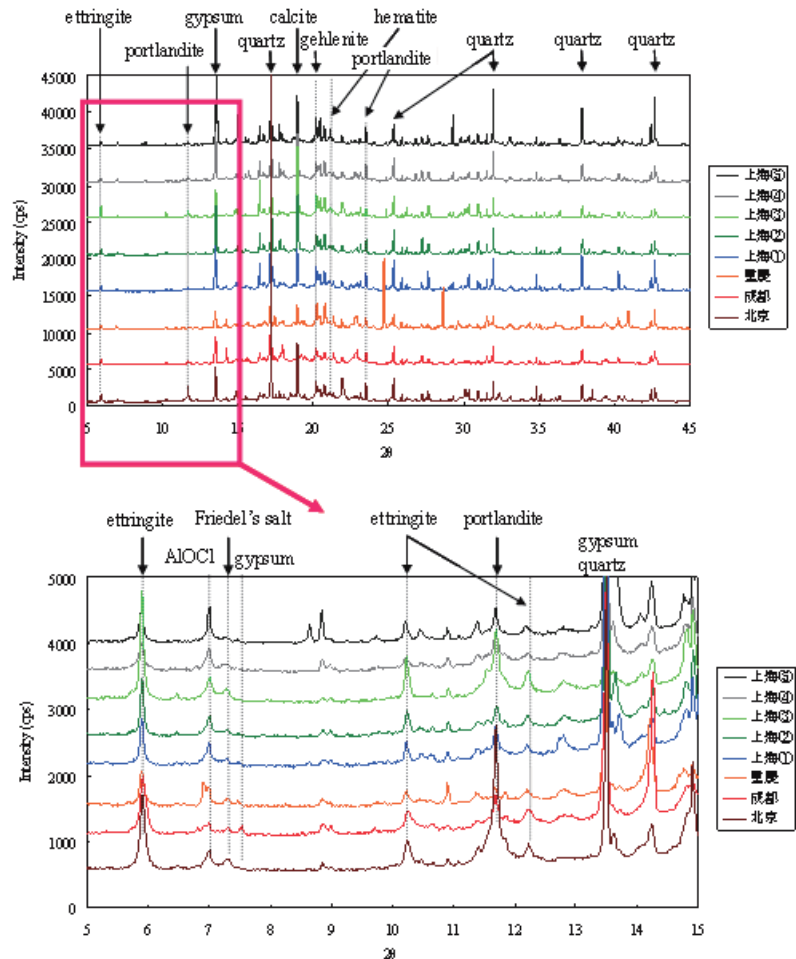 ettringite gypsum calcite hematite
portlandite quartz gehlenite portlandite quartz quartz quartz
45000
40000
35000
30000
25000
20000
15000
10000
5000
0
Intensity (cps)
5 10 15 20 25 30 35 40 45
2θ
上海⑤
上海④
上海③
上海②
上海①
重慶
成都
北京
ettringite Friedel's salt ettringite portlandite
AlOCl gypsum gypsum
quartz
5000
4000
3000
2000
1000
0
Intensity (cps)
5 6 7 8 9 10 11 12 13 14 15
2θ
上海⑤
上海④
上海③
上海②
上海①
重慶
成都
北京